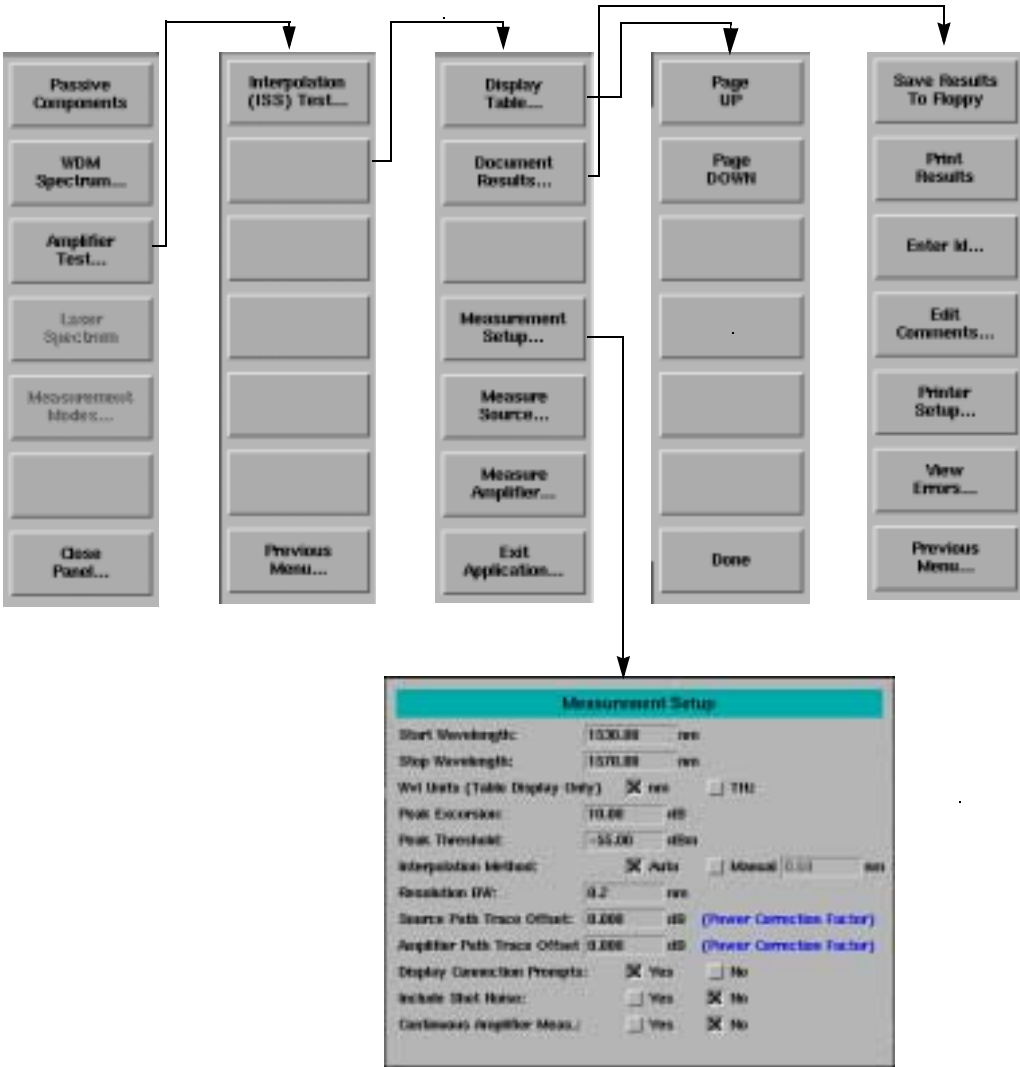 Passive
Components
WDM
Spectrum...
Amplifier
Test...
Laser
Spectrum
Measurement
Modes...
Close
Panel...
Interpolation
(ISS) Test...
Previous
Menu...
Display
Table...
Document
Results...
Measurement
Setup...
Measure
Source...
Measure
Amplifier...
Exit
Application...
Page
UP
Page
DOWN
Done
Save Results
To Floppy
Print
Results
Enter Id...
Edit
Comments...
Printer
Setup...
View
Errors...
Previous
Menu...
Measurement Setup
Start Wavelength: 1530.00 nm
Stop Wavelength: 1570.00 nm
Wvl Units (Table Display Only) nm THz
Peak Excursion: 10.00 dB
Peak Threshold: -55.00 dBm
Interpolation Method: Auto Manual nm
Resolution BW: 0.2 nm
Source Path Trace Offset: 0.000 dB (Power Correction Factor)
Amplifier Path Trace Offset 0.000 dB (Power Correction Factor)
Display Connection Prompts: Yes No
Include Shot Noise: Yes No
Continuous Amplifier Meas.: Yes No